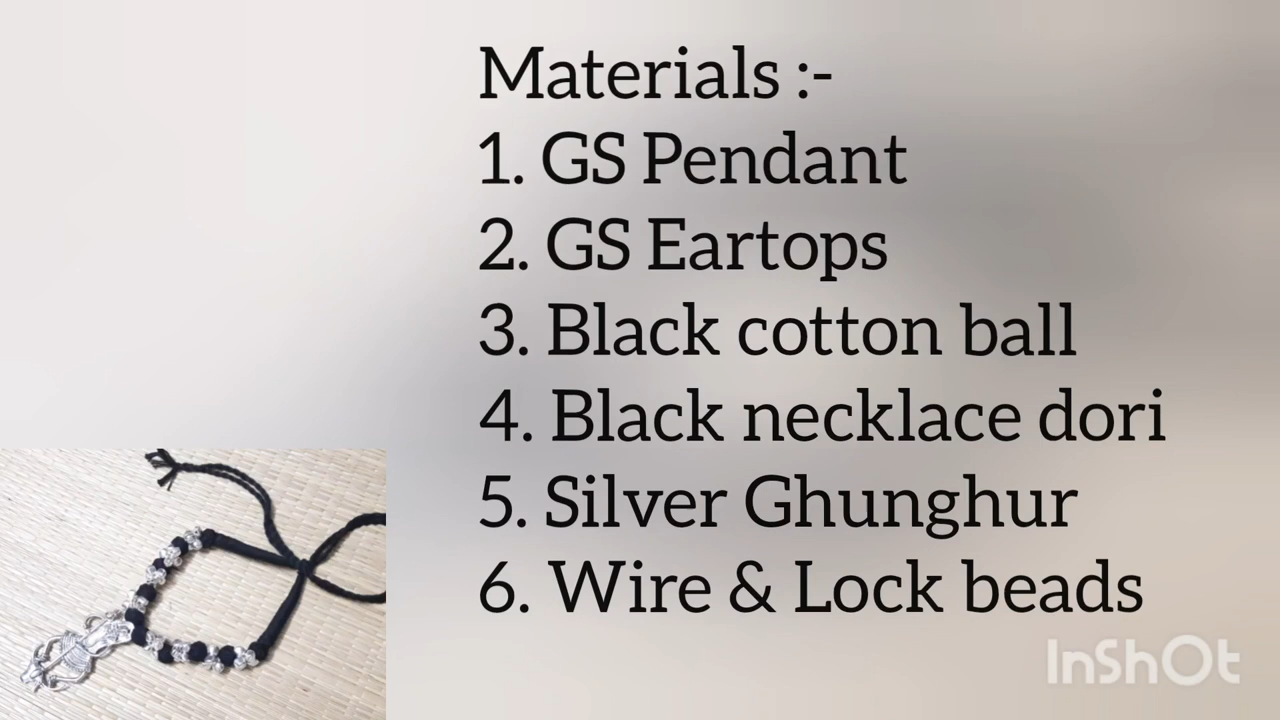 Materials :-
1. GS Pendant
2. GS Eartops
3. Black cotton ball
4. Black necklace dori
5. Silver Ghunghur
6. Wire & Lock beads
InShOt